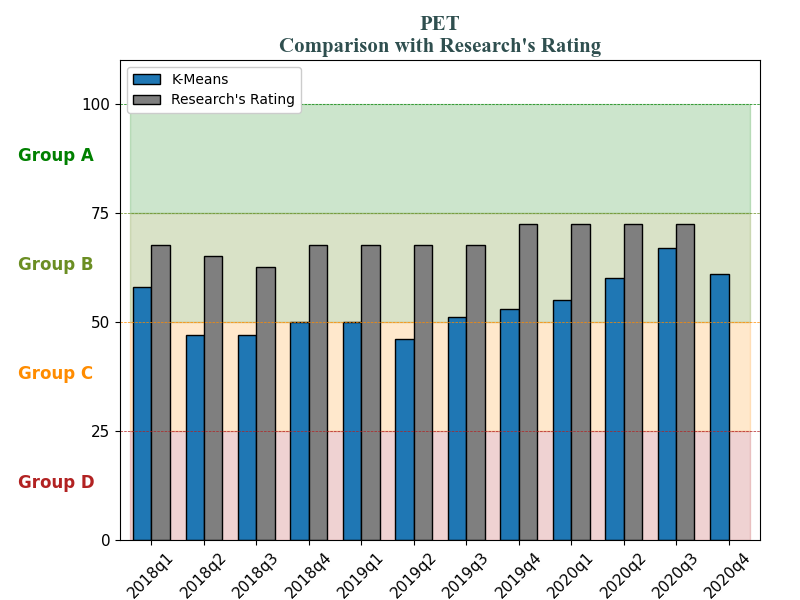 PET
Comparison with Research's Rating
K-Means
Research's Rating
100
Group A
75
Group B
50
Group C
25
Group D
0
2018q1 2018q2 2018q3 2018q4 2019q1 2019q2 2019q3 2019q4 2020q1 2020q2 2020q3 2020q4